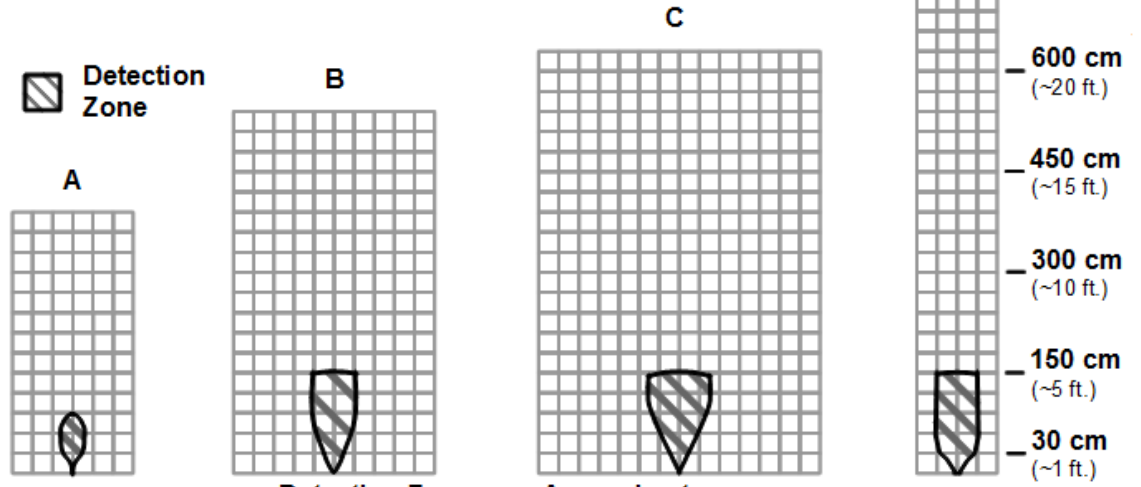 C
600 cm
(~20 ft.)
Detection
Zone
B
450 cm
(~15 ft.)
A
300 cm
(~10 ft.)
150 cm
(~5 ft.)
30 cm
(~1 ft.)